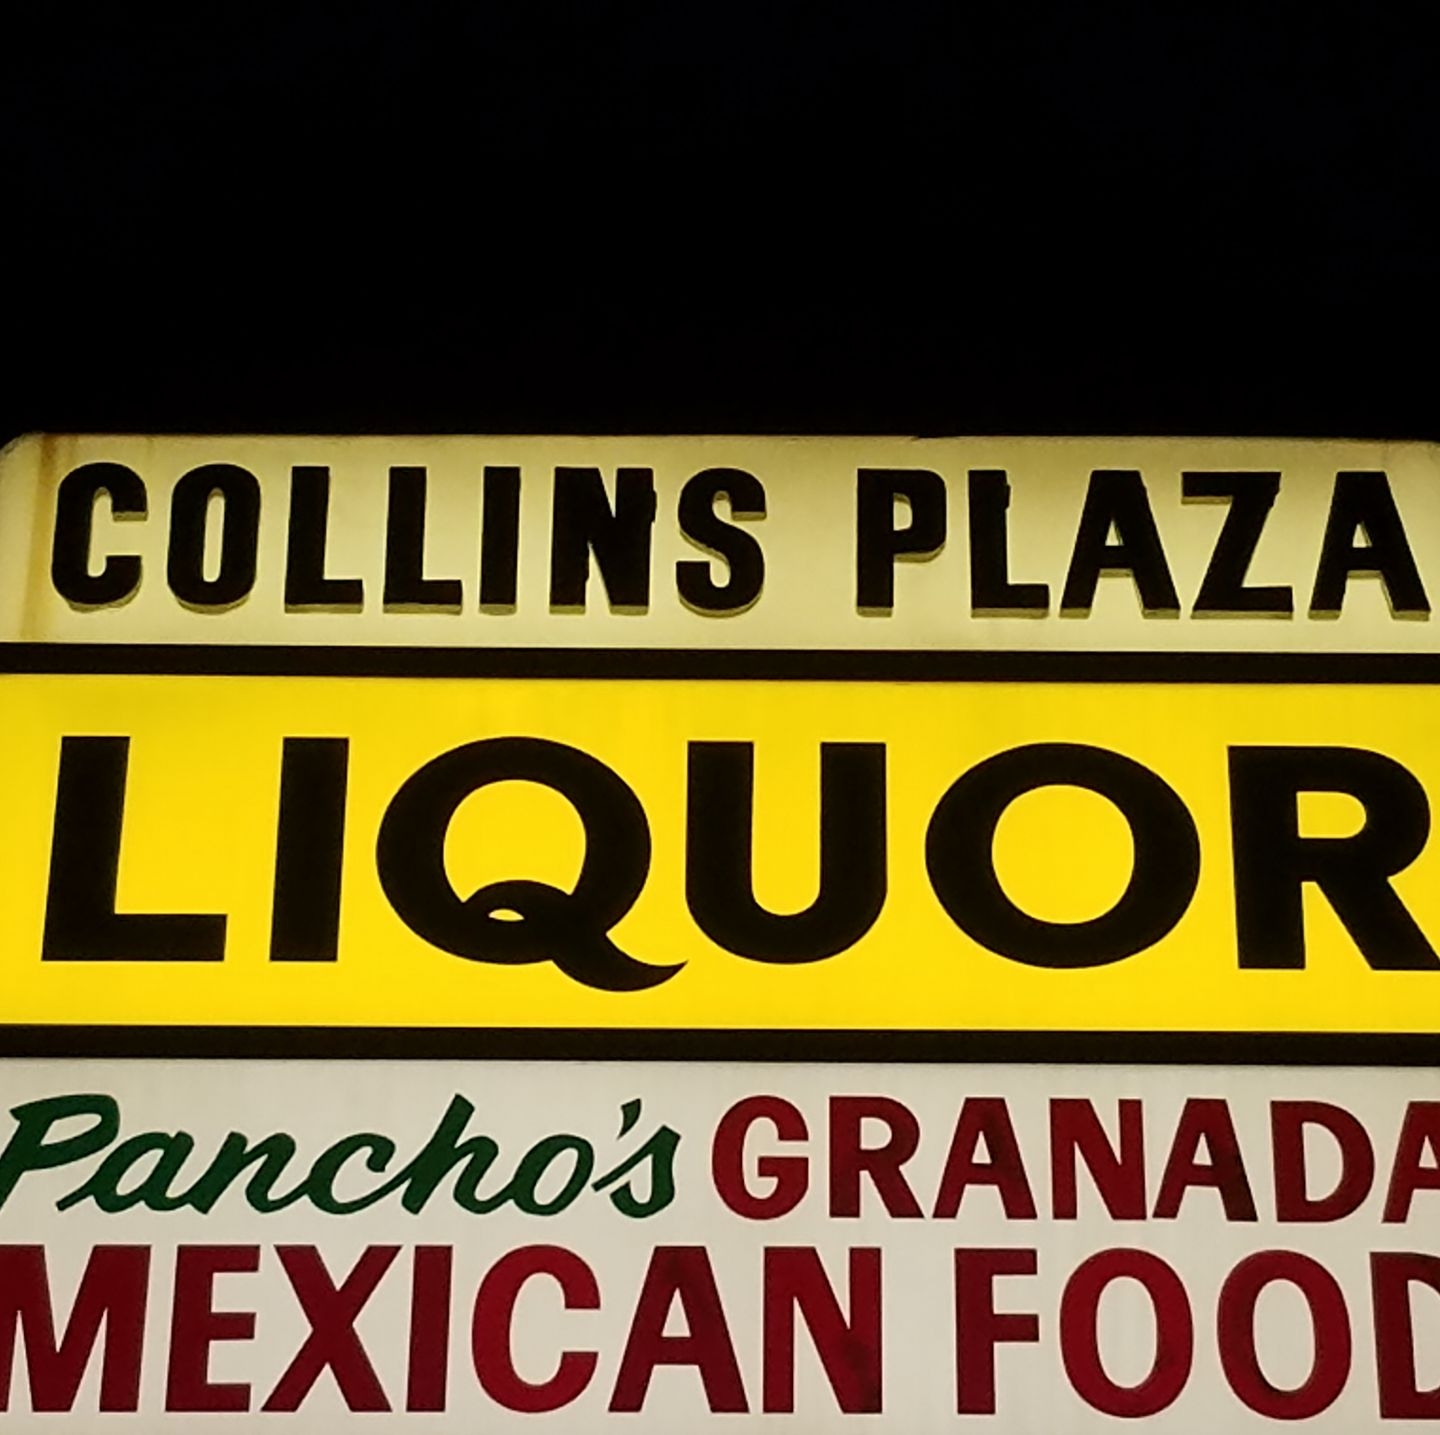 COLLINS PLAZA
LIQUOR
Pancho's GRANADA
MEXICAN FOOD